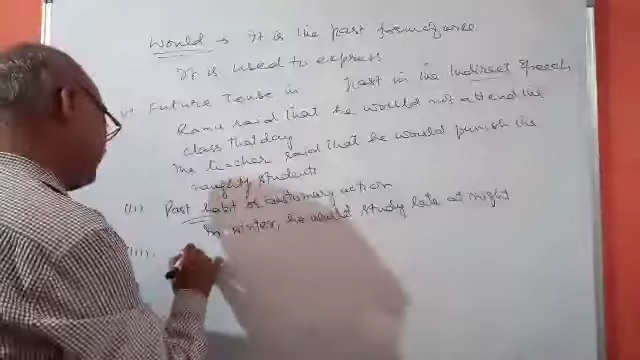 Would → It is the past form of will
It is used to express
(i) Future Tense in past in the Indirect Speech
Ramu said that he would not attend the
class that day
The teacher said that he would punish the
naughty students
(ii) Past habit or customary action
In winter, he would study late at night
(iii).